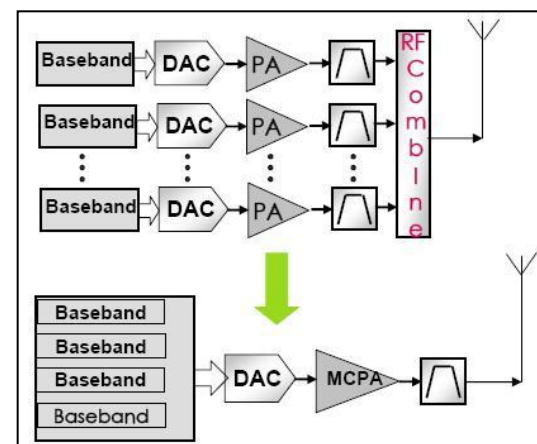 Baseband DAC PA
Baseband DAC PA
Baseband DAC PA
RF
C
o
m
b
I
n
e
Baseband
Baseband
Baseband
Baseband
DAC MCPA